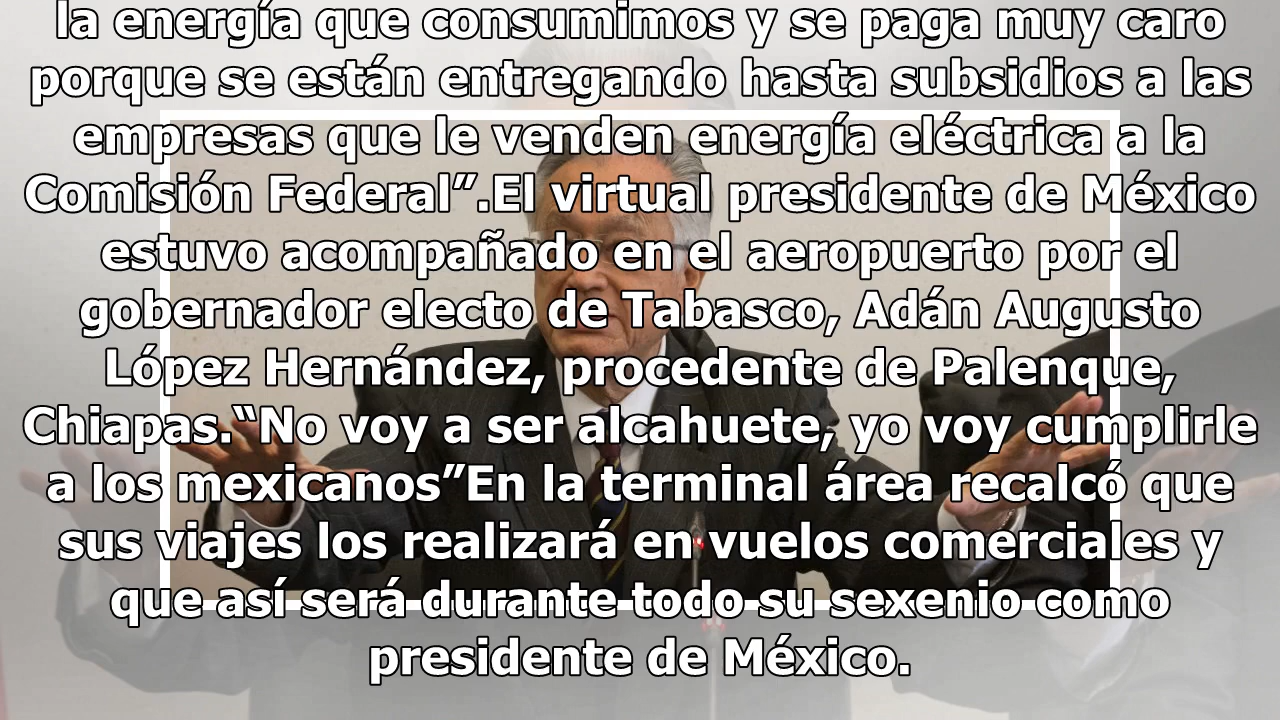 la energía que consumimos y se paga muy caro
porque se están entregando hasta subsidios a las
empresas que le venden energía eléctrica a la
Comisión Federal”.El virtual presidente de México
estuvo acompañado en el aeropuerto por el
gobernador electo de Tabasco, Adán Augusto
López Hernández, procedente de Palenque,
Chiapas.“No voy a ser alcahuete, yo voy cumplirle
a los mexicanos”En la terminal área recalcó que
sus viajes los realizará en vuelos comerciales y
que así será durante todo su sexenio como
presidente de México.